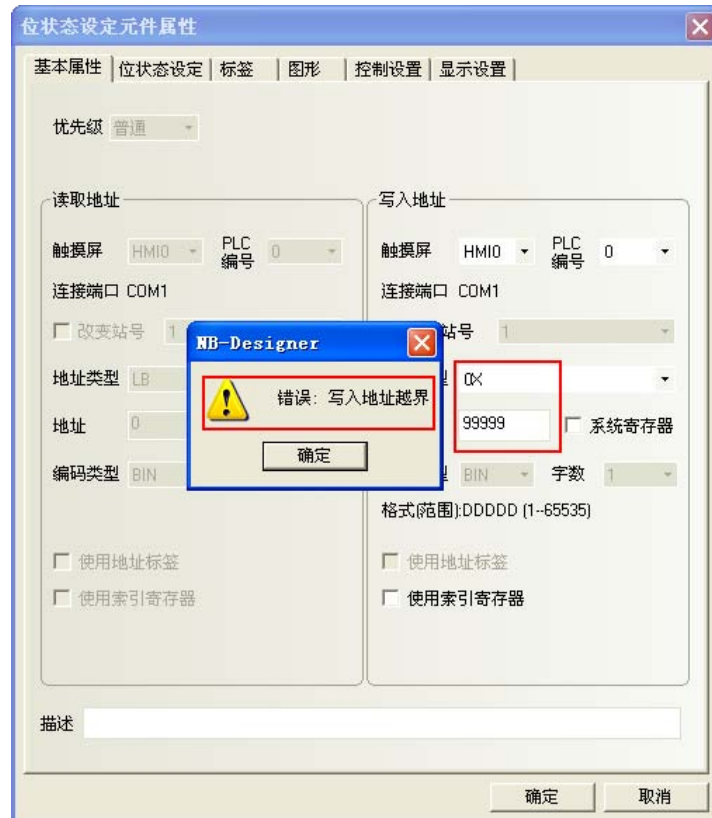 位状态设定元件属性
基本属性 位状态设定 标签 图形 控制设置 显示设置
优先级 普通
读取地址
触摸屏 HMI0 PLC编号 0
连接端口 COM1
改变站号 1
地址类型 LB
地址 0
编码类型 BIN
使用地址标签
使用索引寄存器
写入地址
触摸屏 HMI0 PLC编号 0
连接端口 COM1
站号 1
0X
99999 系统寄存器
BIN 字数 1
格式(范围):DDDDD (1--65535)
使用地址标签
使用索引寄存器
NB-Designer
错误: 写入地址越界
确定
描述
确定 取消